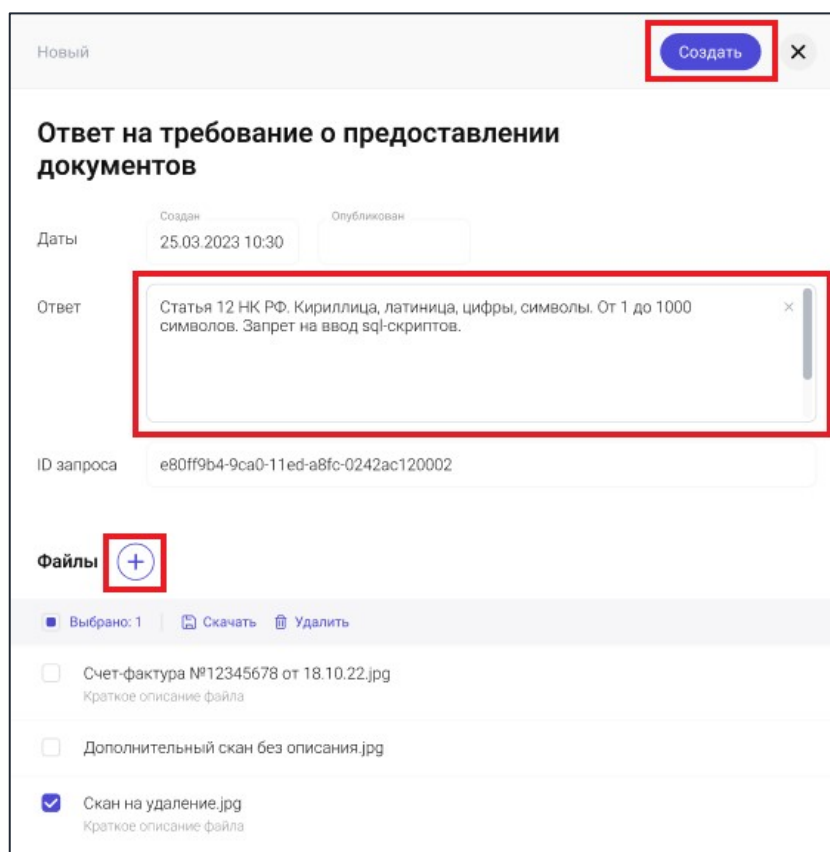 Новый
Создать
Ответ на требование о предоставлении
документов
Создан
Опубликован
Даты
25.03.2023 10:30
Ответ
Статья 12 НК РФ. Кириллица, латиница, цифры, символы. От 1 до 1000
символов. Запрет на ввод sql-скриптов.
ID запроса
e80ff9b4-9ca0-11ed-a8fc-0242ac120002
Файлы
Выбрано: 1
Скачать
Удалить
Счет-фактура №12345678 от 18.10.22.jpg
Краткое описание файла
Дополнительный скан без описания.jpg
Скан на удаление.jpg
Краткое описание файла